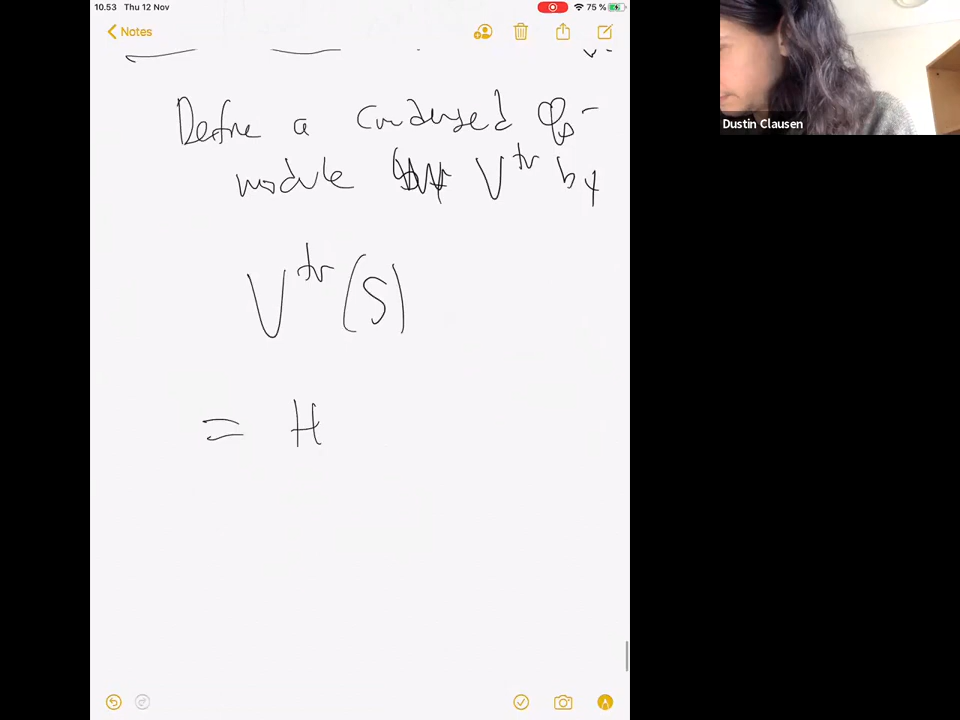 10.53 Thu 12 Nov
75 %
Notes
Define a condensed Qp-
module V^tr by
V^tr(S)
= H
Dustin Clausen